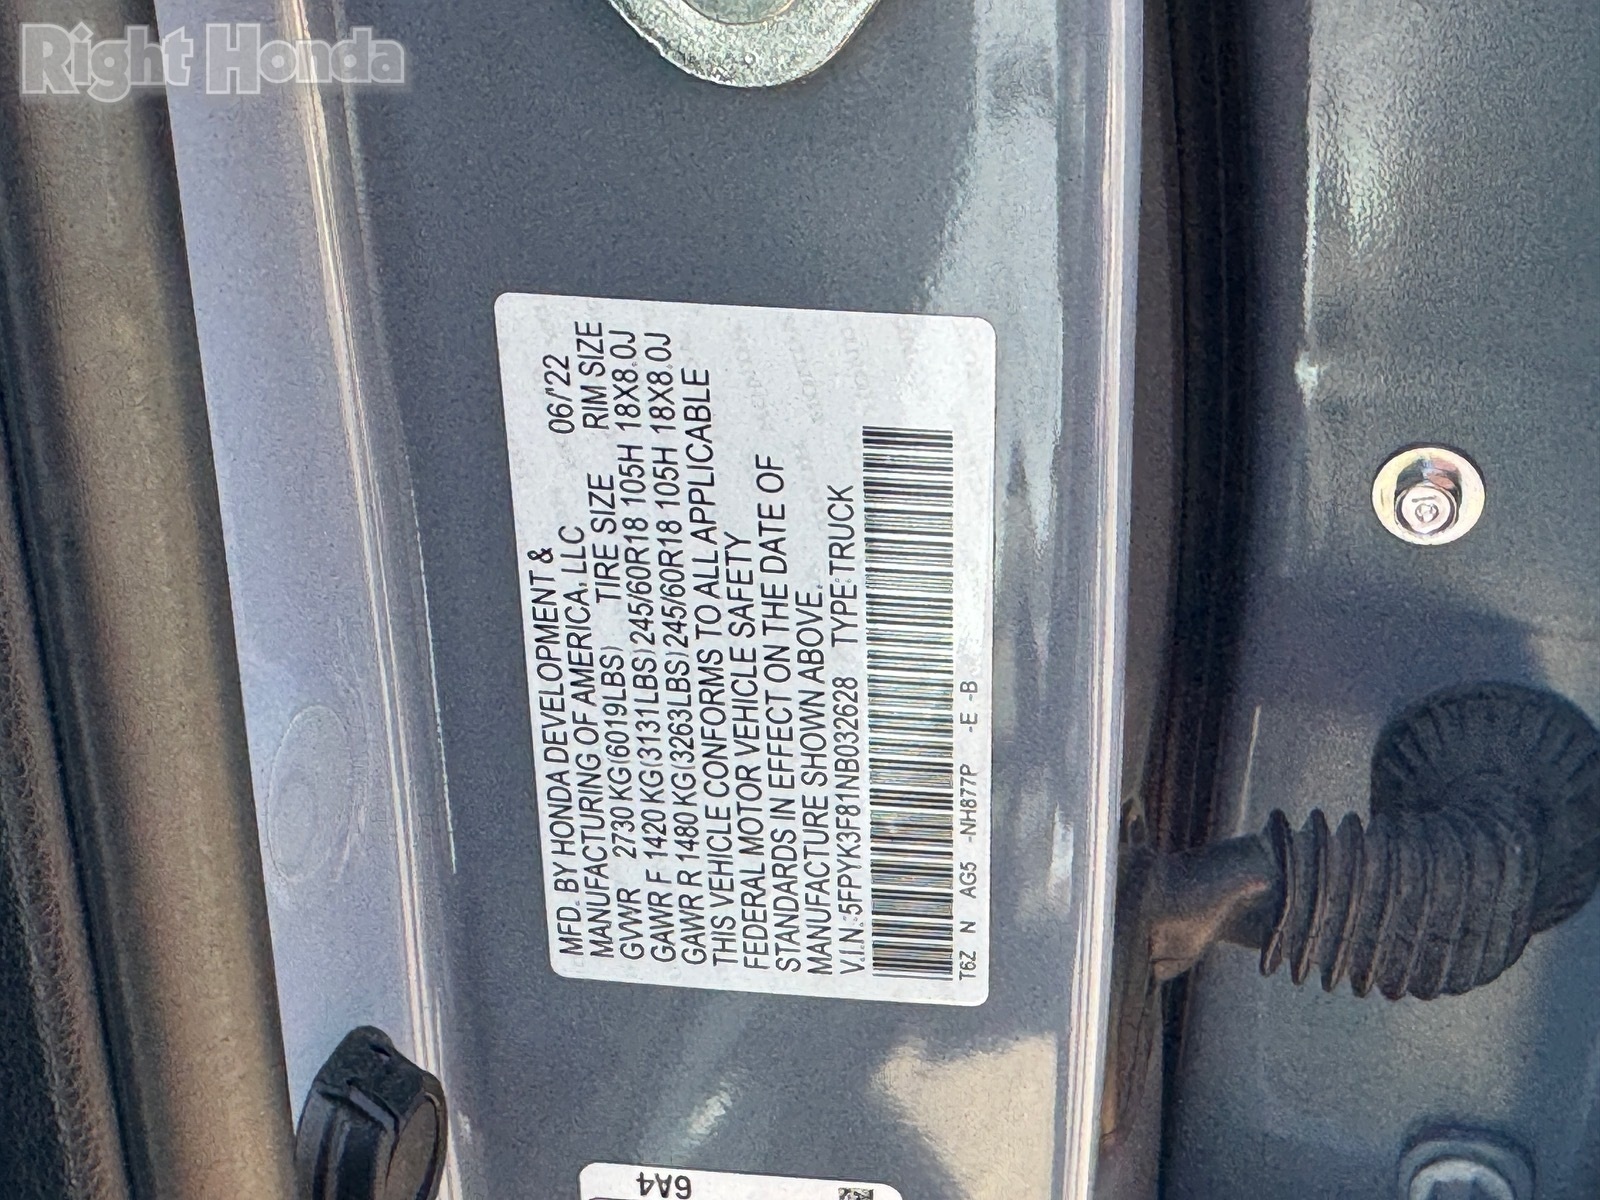 Right Honda
MFD. BY HONDA DEVELOPMENT &
MANUFACTURING OF AMERICA, LLC 06/'22
GVWR 2730 KG(6019LBS) TIRE SIZE RIM SIZE
GAWR F 1420 KG(3131LBS) 245/60R18 105H 18X8.0J
GAWR R 1480 KG(3263LBS) 245/60R18 105H 18X8.0J
THIS VEHICLE CONFORMS TO ALL APPLICABLE
FEDERAL MOTOR VEHICLE SAFETY
STANDARDS IN EFFECT ON THE DATE OF
MANUFACTURE SHOWN ABOVE.
V.I.N.:5FPYK3F81NB032628 TYPE:TRUCK
T6Z N AG5 -NH877P -E -B
6A4